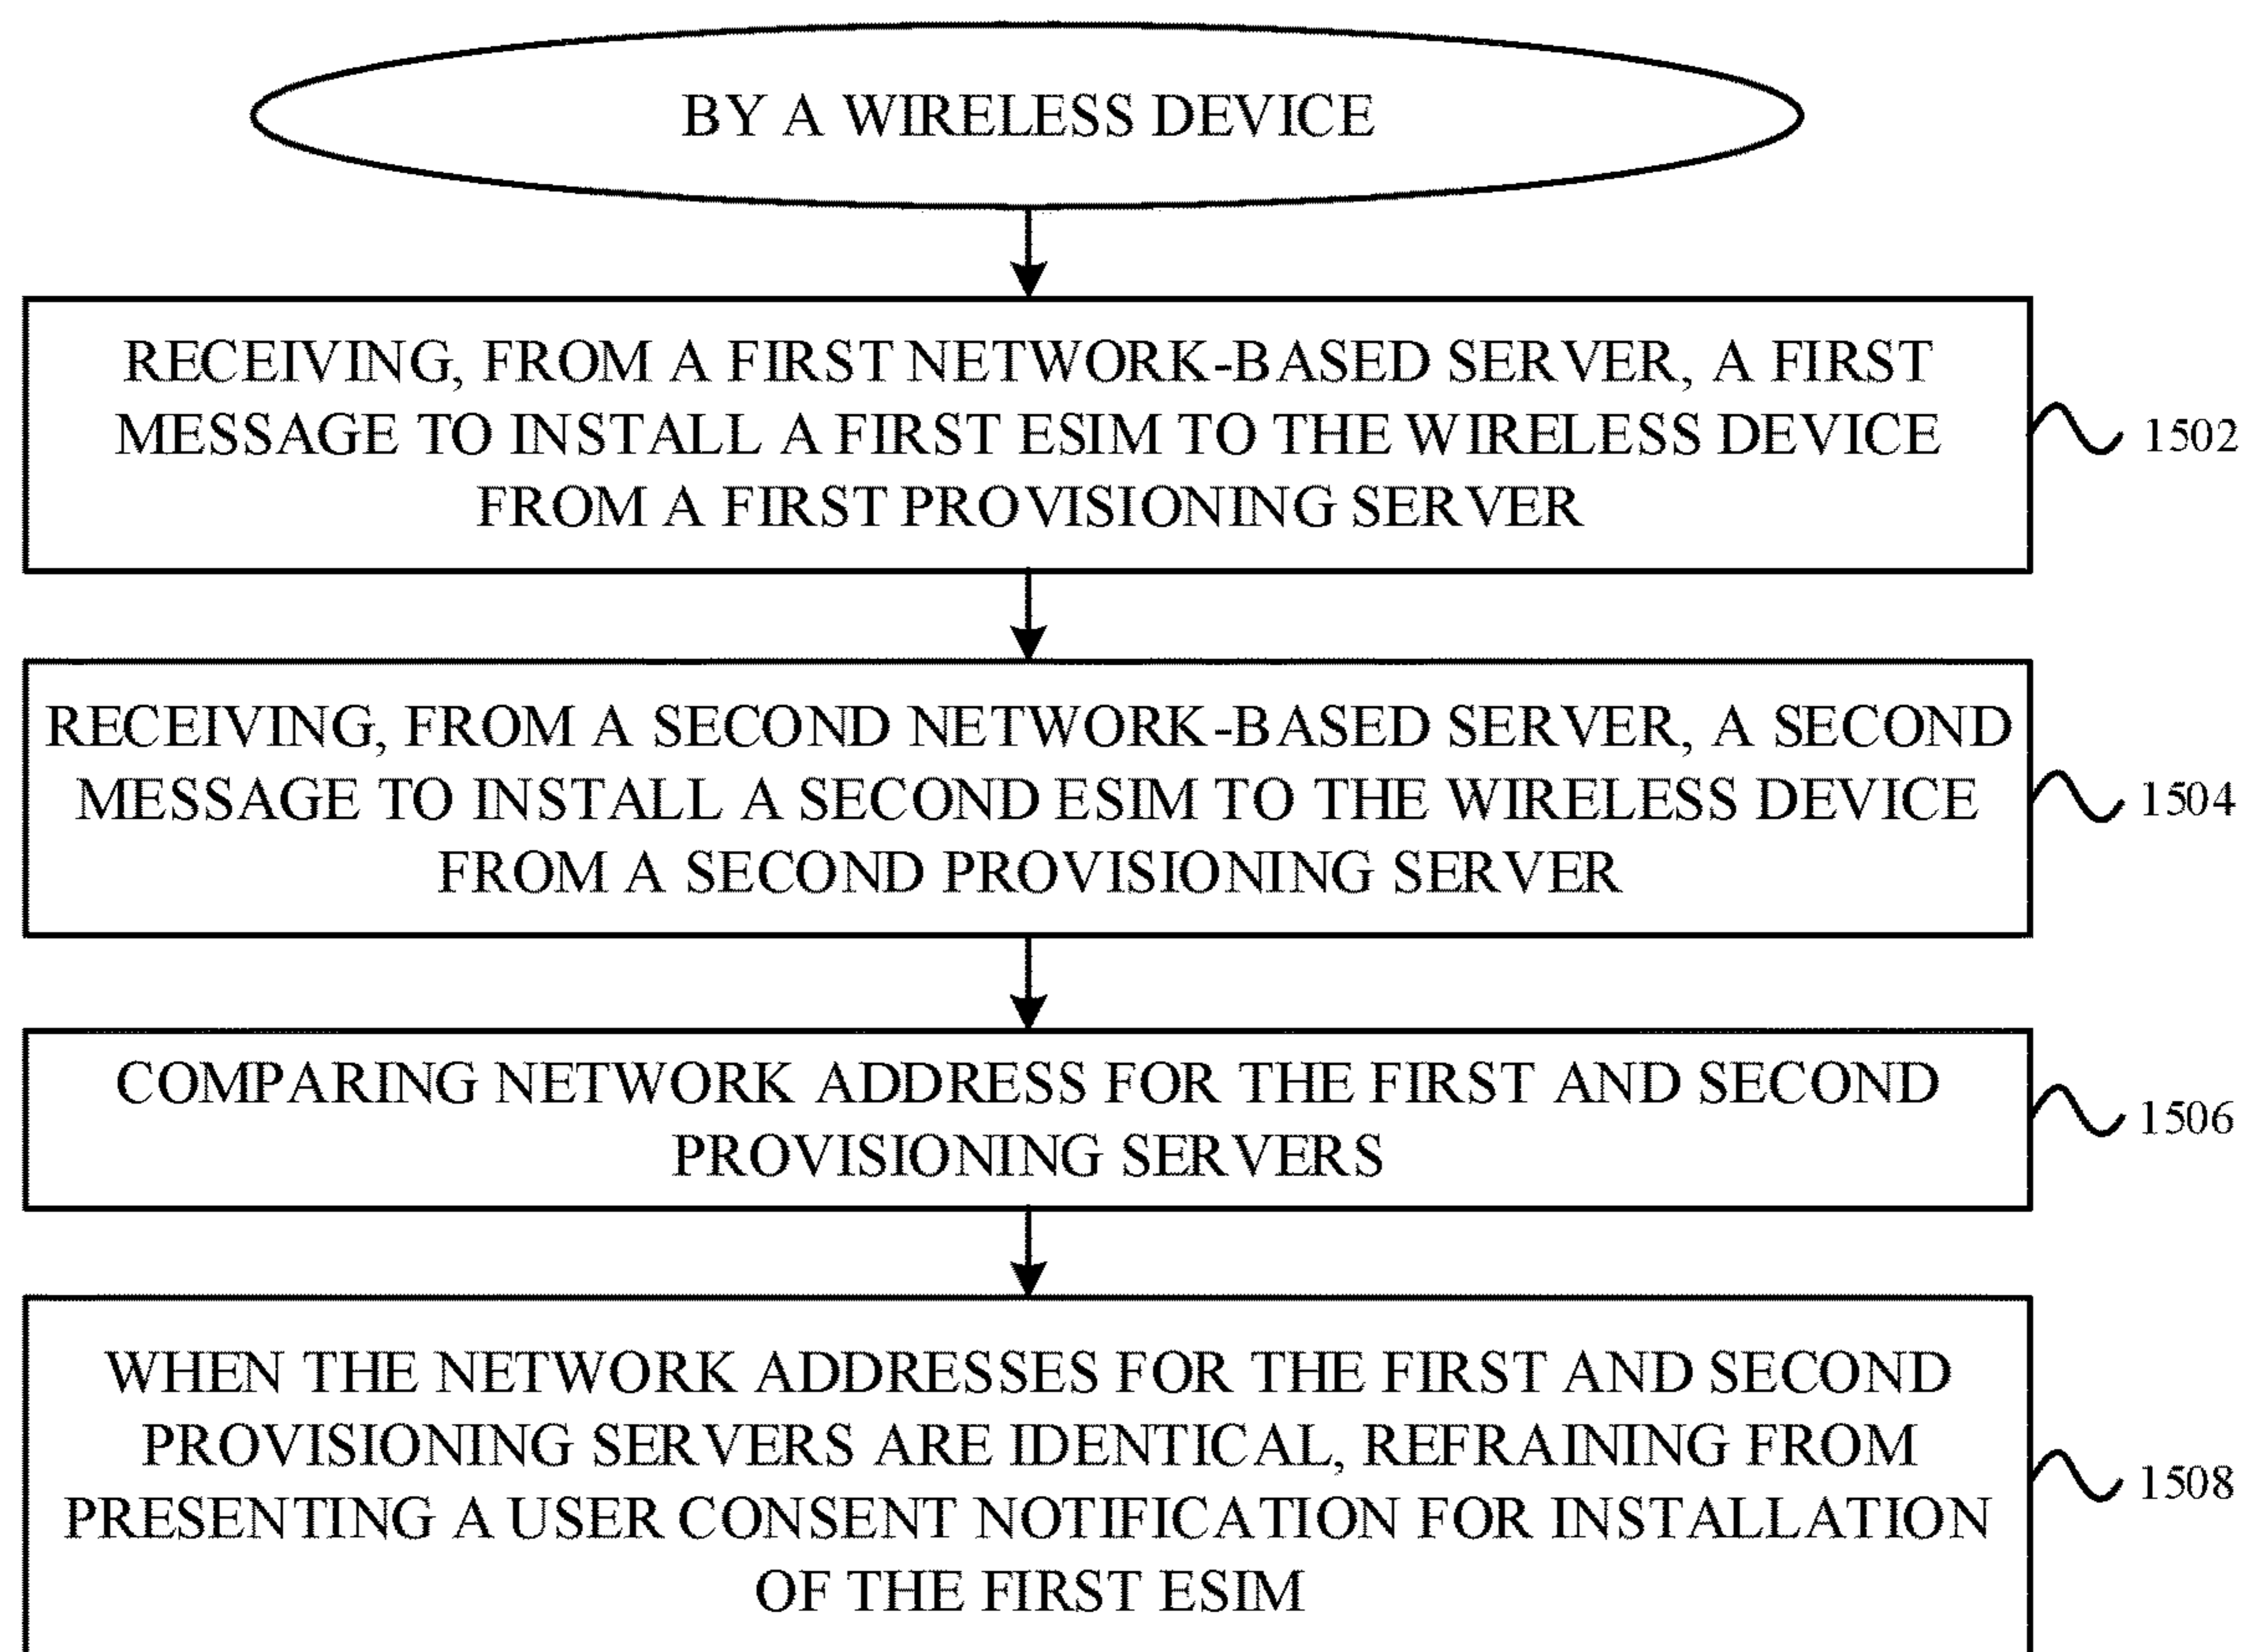 BY A WIRELESS DEVICE
RECEIVING, FROM A FIRST NETWORK-BASED SERVER, A FIRST
MESSAGE TO INSTALL A FIRST ESIM TO THE WIRELESS DEVICE
FROM A FIRST PROVISIONING SERVER
1502
RECEIVING, FROM A SECOND NETWORK-BASED SERVER, A SECOND
MESSAGE TO INSTALL A SECOND ESIM TO THE WIRELESS DEVICE
FROM A SECOND PROVISIONING SERVER
1504
COMPARING NETWORK ADDRESS FOR THE FIRST AND SECOND
PROVISIONING SERVERS
1506
WHEN THE NETWORK ADDRESSES FOR THE FIRST AND SECOND
PROVISIONING SERVERS ARE IDENTICAL, REFRAINING FROM
PRESENTING A USER CONSENT NOTIFICATION FOR INSTALLATION
OF THE FIRST ESIM
1508